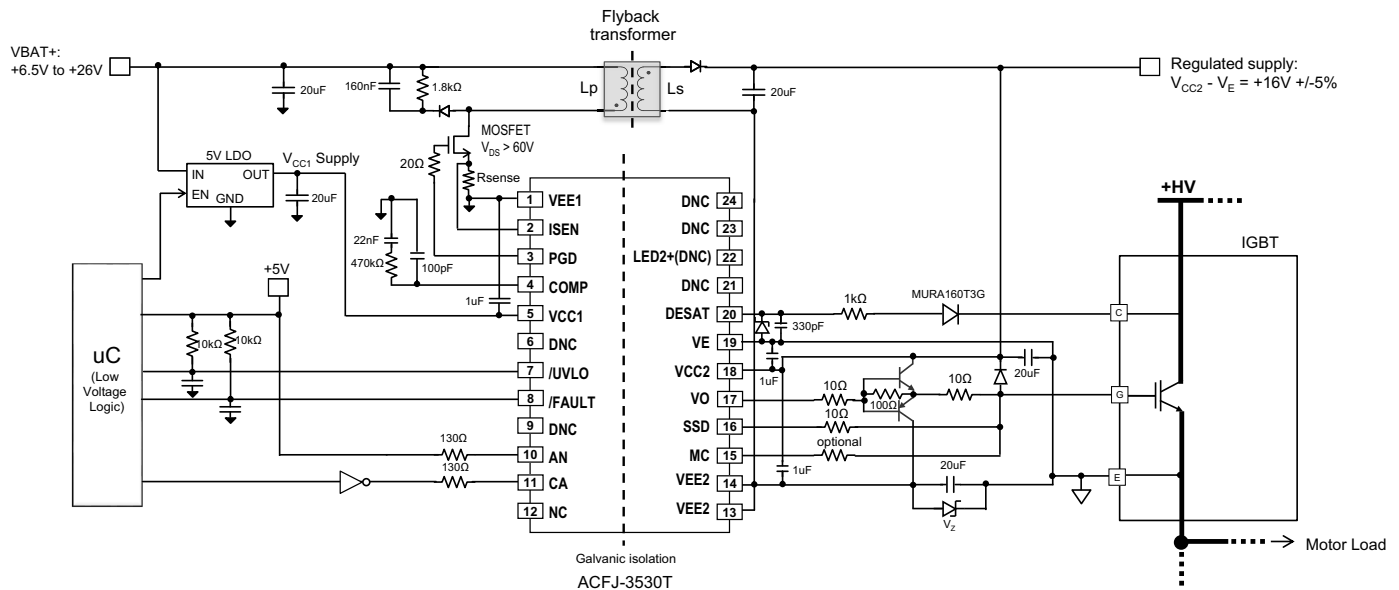 Flyback
transformer
VBAT+:
+6.5V to +26V
20uF
160nF
1.8kΩ
Lp
Ls
20uF
Regulated supply:
VCC2 - VE = +16V +/-5%
MOSFET
VDS > 60V
20Ω
Rsense
5V LDO
IN
OUT
EN
GND
VCC1 Supply
20uF
22nF
470kΩ
100pF
1uF
+5V
uC
(Low
Voltage
Logic)
10kΩ
10kΩ
130Ω
130Ω
1 VEE1
2 ISEN
3 PGD
4 COMP
5 VCC1
6 DNC
7 /UVLO
8 /FAULT
9 DNC
10 AN
11 CA
12 NC
DNC 24
DNC 23
LED2+(DNC) 22
DNC 21
DESAT 20
VE 19
VCC2 18
VO 17
SSD 16
MC 15
VEE2 14
VEE2 13
1kΩ
MURA160T3G
330pF
1uF
20uF
10Ω
100Ω
10Ω
10Ω
optional
1uF
20uF
VZ
+HV
IGBT
C
G
E
Motor Load
Galvanic isolation
ACFJ-3530T